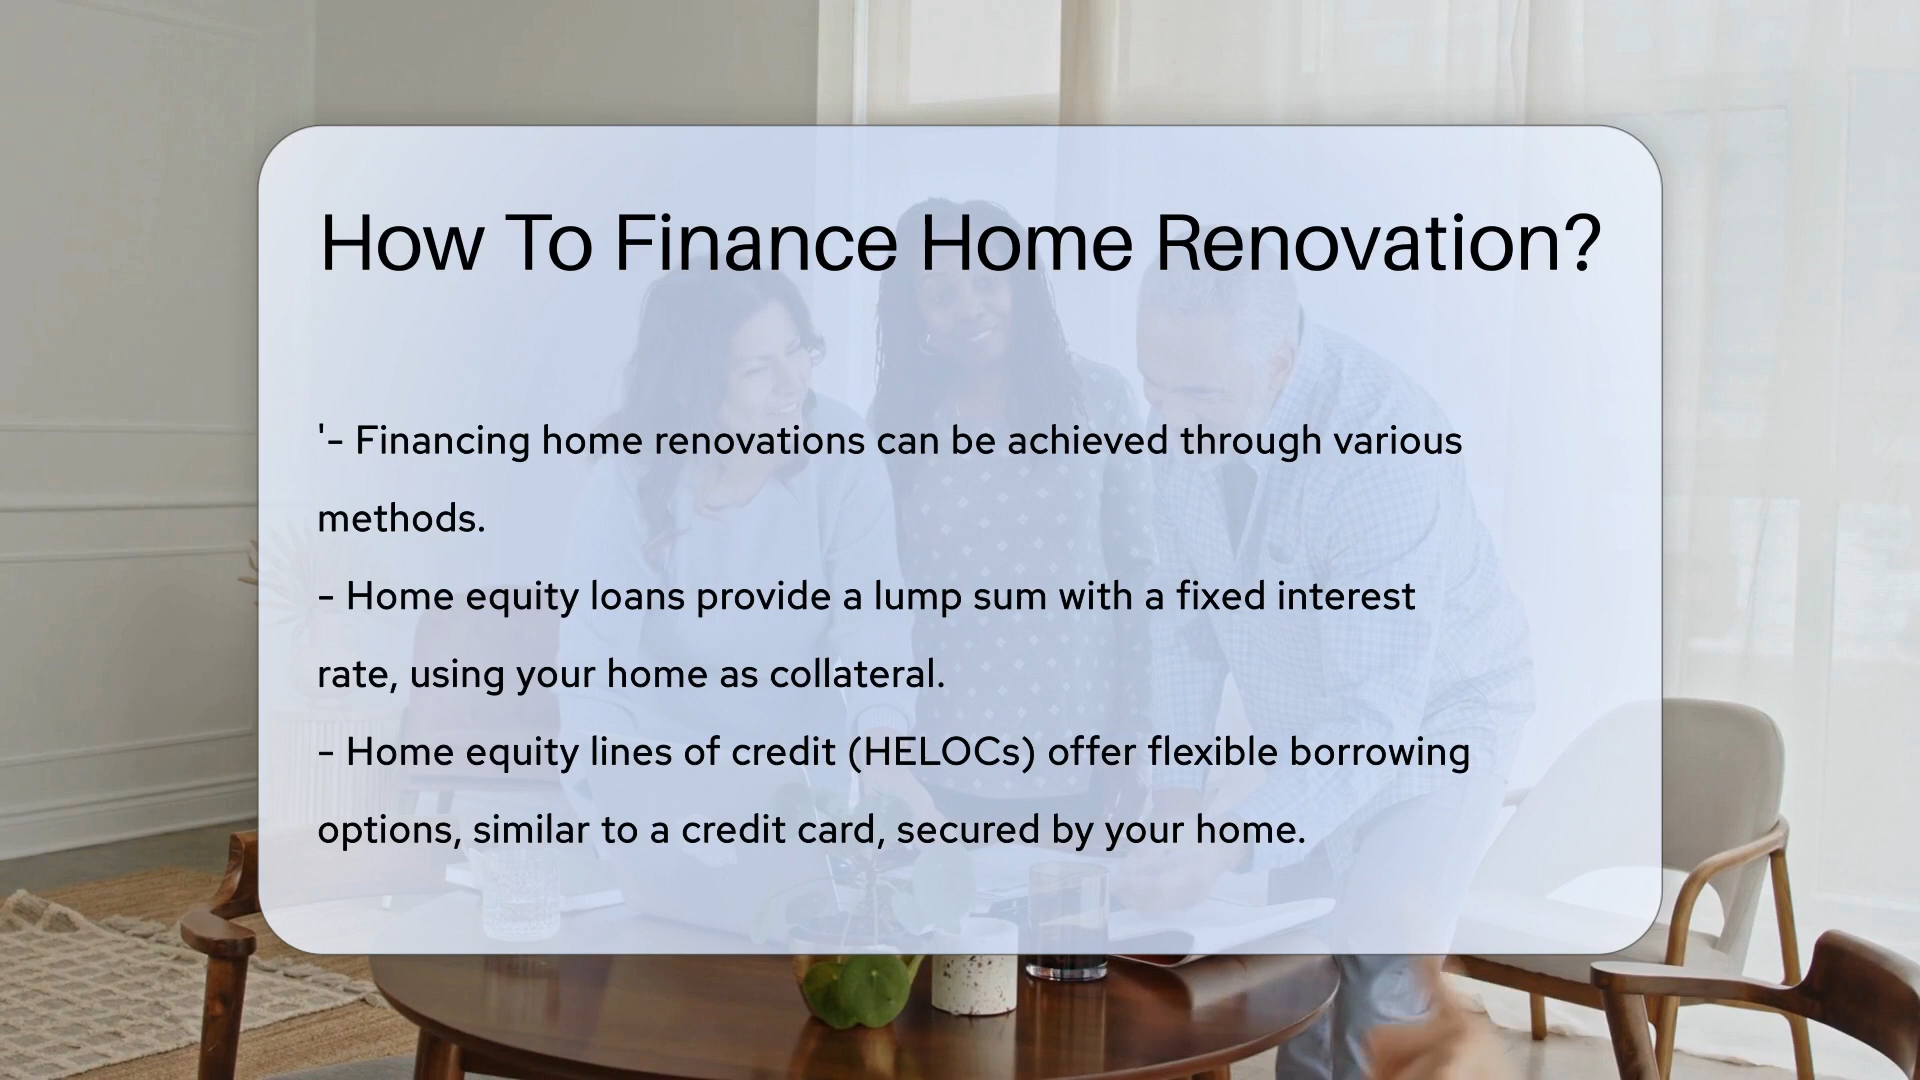 How To Finance Home Renovation?
'- Financing home renovations can be achieved through various
methods.
- Home equity loans provide a lump sum with a fixed interest
rate, using your home as collateral.
- Home equity lines of credit (HELOCs) offer flexible borrowing
options, similar to a credit card, secured by your home.